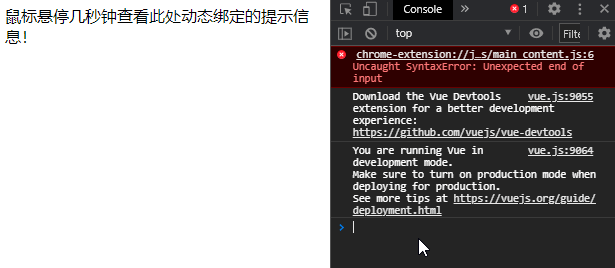 鼠标悬停几秒钟查看此处动态绑定的提示信
息！
Console
1
top
Filte
chrome-extension://j…s/main content.js:6
Uncaught SyntaxError: Unexpected end of
input
Download the Vue Devtools vue.js:9055
extension for a better development
experience:
https://github.com/vuejs/vue-devtools
You are running Vue in vue.js:9064
development mode.
Make sure to turn on production mode when
deploying for production.
See more tips at https://vuejs.org/guide/
deployment.html